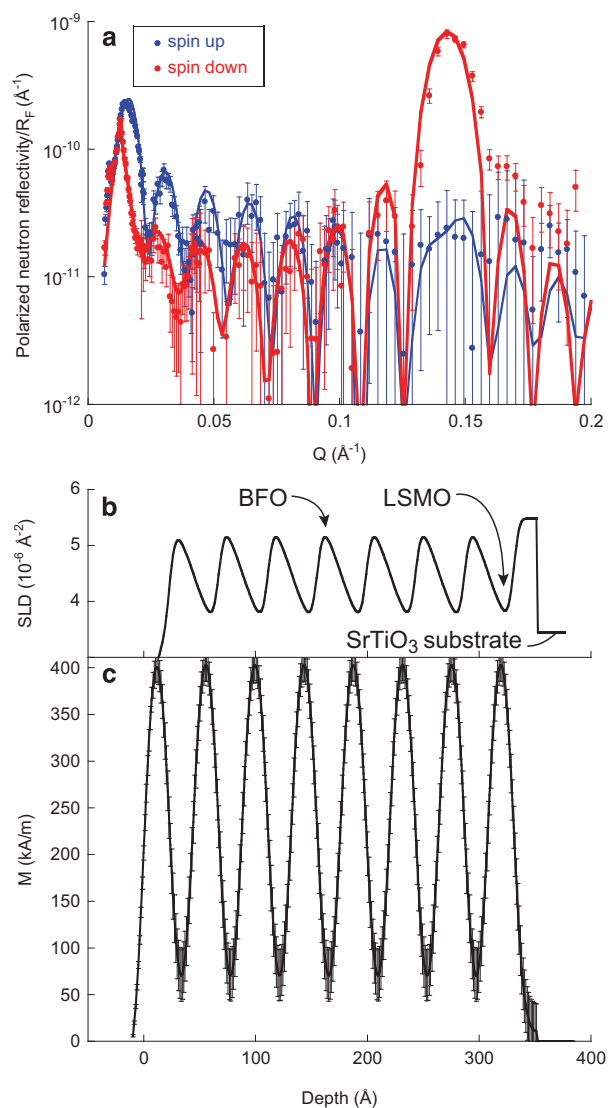 a
spin up
spin down
10⁻⁹
10⁻¹⁰
10⁻¹¹
10⁻¹²
Polarized neutron reflectivity/R_F (Å⁻¹)
0 0.05 0.1 0.15 0.2
Q (Å⁻¹)
b
BFO
LSMO
SrTiO₃ substrate
6
5
4
SLD (10⁻⁶ Å⁻²)
c
400
350
300
250
200
150
100
50
0
M (kA/m)
0 100 200 300 400
Depth (Å)